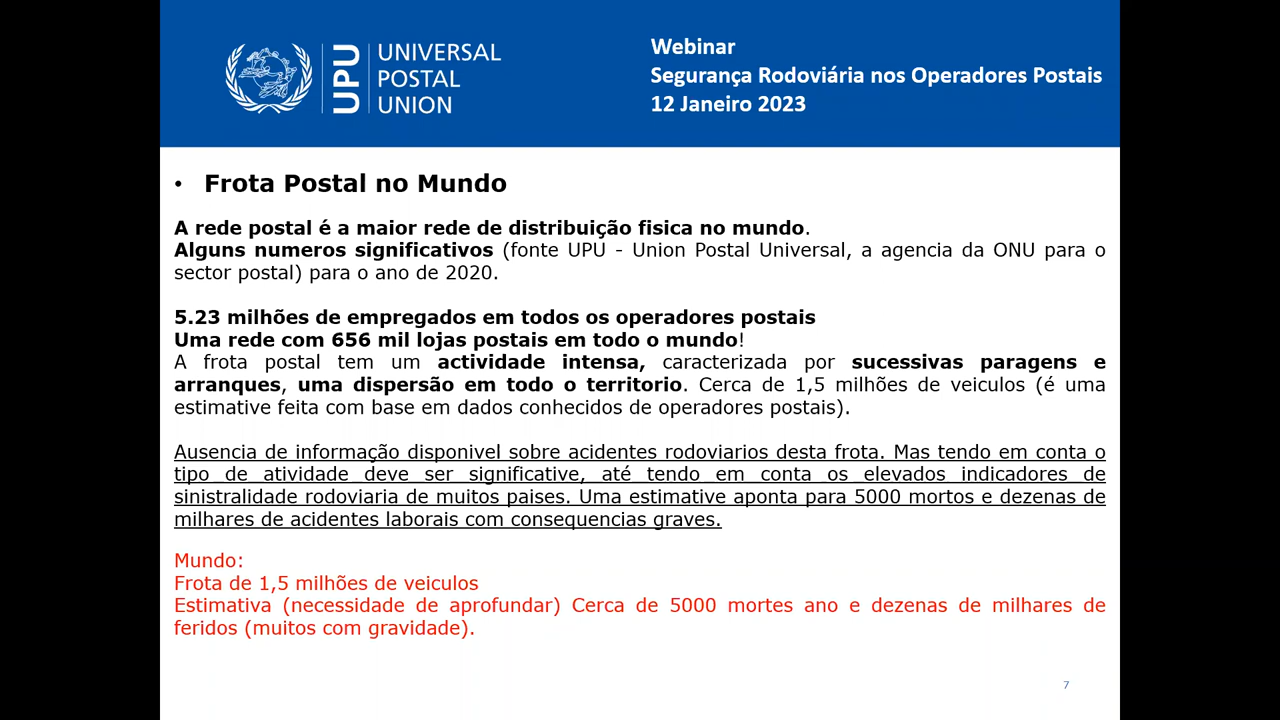 UPU
UNIVERSAL
POSTAL
UNION
Webinar
Segurança Rodoviária nos Operadores Postais
12 Janeiro 2023
• Frota Postal no Mundo
A rede postal é a maior rede de distribuição fisica no mundo.
Alguns numeros significativos (fonte UPU - Union Postal Universal, a agencia da ONU para o
sector postal) para o ano de 2020.
5.23 milhões de empregados em todos os operadores postais
Uma rede com 656 mil lojas postais em todo o mundo!
A frota postal tem um actividade intensa, caracterizada por sucessivas paragens e
arranques, uma dispersão em todo o territorio. Cerca de 1,5 milhões de veiculos (é uma
estimative feita com base em dados conhecidos de operadores postais).
Ausencia de informação disponivel sobre acidentes rodoviarios desta frota. Mas tendo em conta o
tipo de atividade deve ser significative, até tendo em conta os elevados indicadores de
sinistralidade rodoviaria de muitos paises. Uma estimative aponta para 5000 mortos e dezenas de
milhares de acidentes laborais com consequencias graves.
Mundo:
Frota de 1,5 milhões de veiculos
Estimativa (necessidade de aprofundar) Cerca de 5000 mortes ano e dezenas de milhares de
feridos (muitos com gravidade).
7